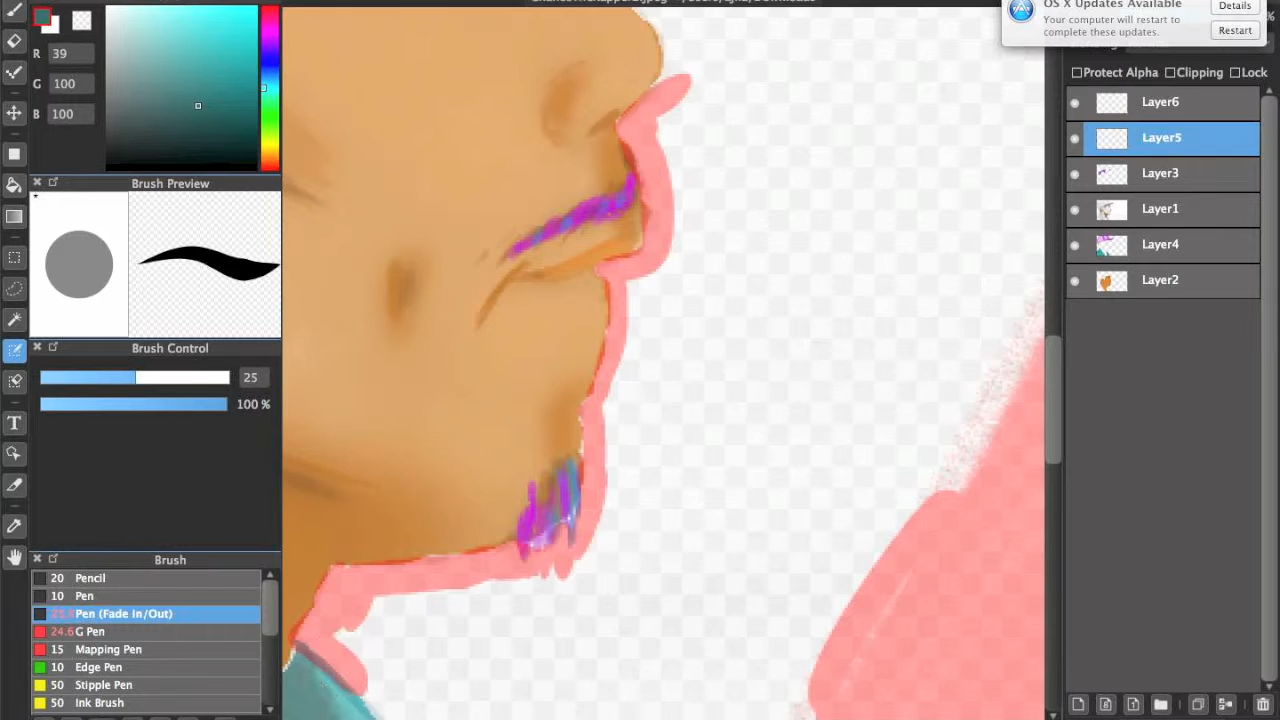 OS X Updates Available
Your computer will restart to
complete these updates.
Details
Restart
R 39
G 100
B 100
Protect Alpha Clipping Lock
Layer6
Layer5
Layer3
Layer1
Layer4
Layer2
Brush Preview
Brush Control
25
100 %
T
Brush
20 Pencil
10 Pen
Pen (Fade In/Out)
24.6 G Pen
15 Mapping Pen
10 Edge Pen
50 Stipple Pen
50 Ink Brush